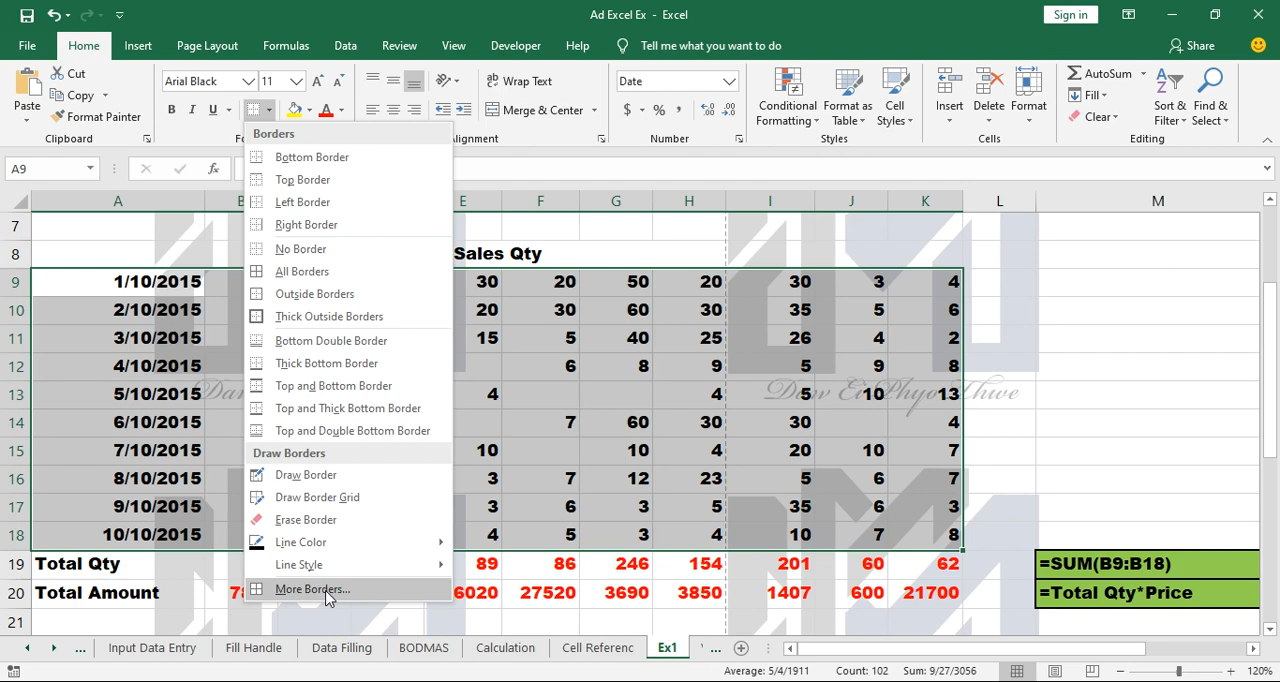 Ad Excel Ex - Excel
Sign in
File Home Insert Page Layout Formulas Data Review View Developer Help Tell me what you want to do Share
Paste Cut Copy Format Painter Clipboard
Arial Black 11 B I U
Wrap Text Merge & Center
Date $ % , Number
Conditional Formatting Format as Table Cell Styles Styles
Insert Delete Format Cells
AutoSum Fill Clear Sort & Filter Find & Select Editing
A9 fx
Borders
Bottom Border
Top Border
Left Border
Right Border
No Border
All Borders
Outside Borders
Thick Outside Borders
Bottom Double Border
Thick Bottom Border
Top and Bottom Border
Top and Thick Bottom Border
Top and Double Bottom Border
Draw Borders
Draw Border
Draw Border Grid
Erase Border
Line Color
Line Style
More Borders...
A E F G H I J K L M
7
8 Sales Qty
9 1/10/2015 30 20 50 20 30 3 4
10 2/10/2015 20 30 60 30 35 5 6
11 3/10/2015 15 5 40 25 26 4 2
12 4/10/2015 6 8 9 5 9 8
13 5/10/2015 4 4 5 10 13
14 6/10/2015 7 60 30 30 4
15 7/10/2015 10 10 4 20 10 7
16 8/10/2015 3 7 12 23 5 6 7
17 9/10/2015 3 6 3 5 35 6 3
18 10/10/2015 4 5 3 4 10 7 8
19 Total Qty 89 86 246 154 201 60 62 =SUM(B9:B18)
20 Total Amount 6020 27520 3690 3850 1407 600 21700 =Total Qty*Price
21
Daw Ei Phyo Thwe
... Input Data Entry Fill Handle Data Filling BODMAS Calculation Cell Referenc Ex1 ...
Average: 5/4/1911 Count: 102 Sum: 9/27/3056 120%